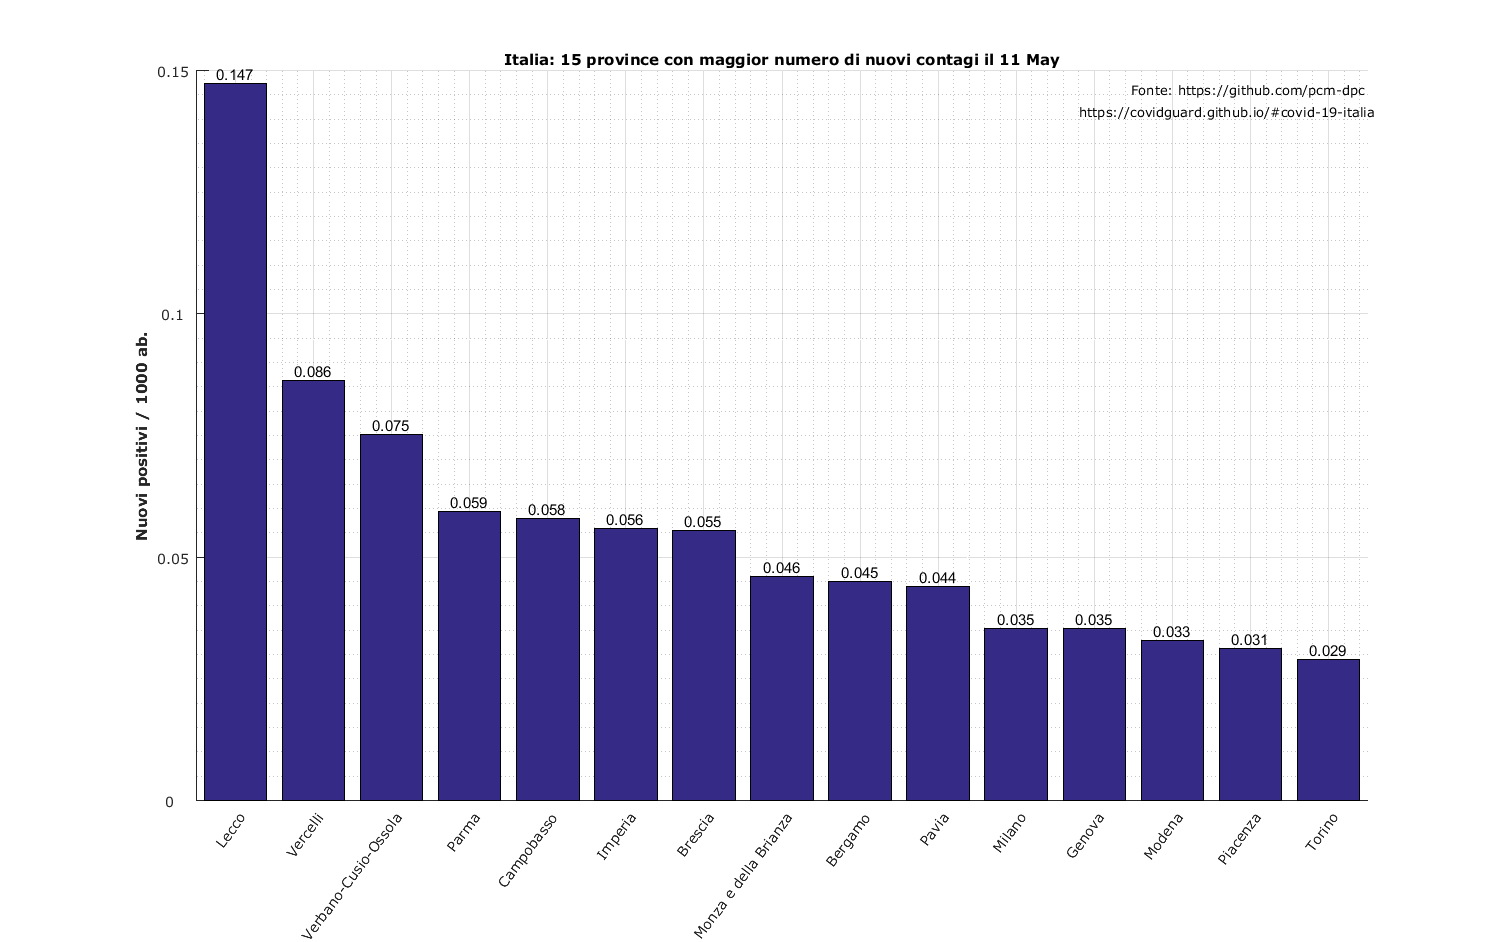 Italia: 15 province con maggior numero di nuovi contagi il 11 May
Fonte: https://github.com/pcm-dpc
https://covidguard.github.io/#covid-19-italia
Nuovi positivi / 1000 ab.
0.15
0.1
0.05
0
0.147
0.086
0.075
0.059
0.058
0.056
0.055
0.046
0.045
0.044
0.035
0.035
0.033
0.031
0.029
Lecco
Vercelli
Verbano-Cusio-Ossola
Parma
Campobasso
Imperia
Brescia
Monza e della Brianza
Bergamo
Pavia
Milano
Genova
Modena
Piacenza
Torino